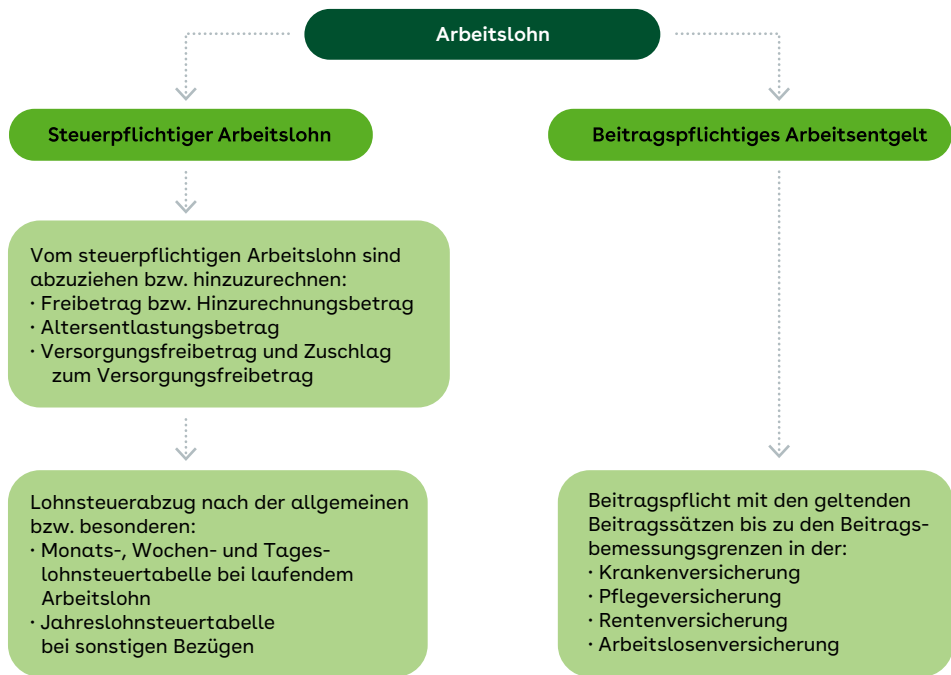 Arbeitslohn
Steuerpflichtiger Arbeitslohn
Vom steuerpflichtigen Arbeitslohn sind
abzuziehen bzw. hinzuzurechnen:
· Freibetrag bzw. Hinzurechnungsbetrag
· Altersentlastungsbetrag
· Versorgungsfreibetrag und Zuschlag
zum Versorgungsfreibetrag
Lohnsteuerabzug nach der allgemeinen
bzw. besonderen:
· Monats-, Wochen- und Tages-
lohnsteuertabelle bei laufendem
Arbeitslohn
· Jahreslohnsteuertabelle
bei sonstigen Bezügen
Beitragspflichtiges Arbeitsentgelt
Beitragspflicht mit den geltenden
Beitragssätzen bis zu den Beitrags-
bemessungsgrenzen in der:
· Krankenversicherung
· Pflegeversicherung
· Rentenversicherung
· Arbeitslosenversicherung